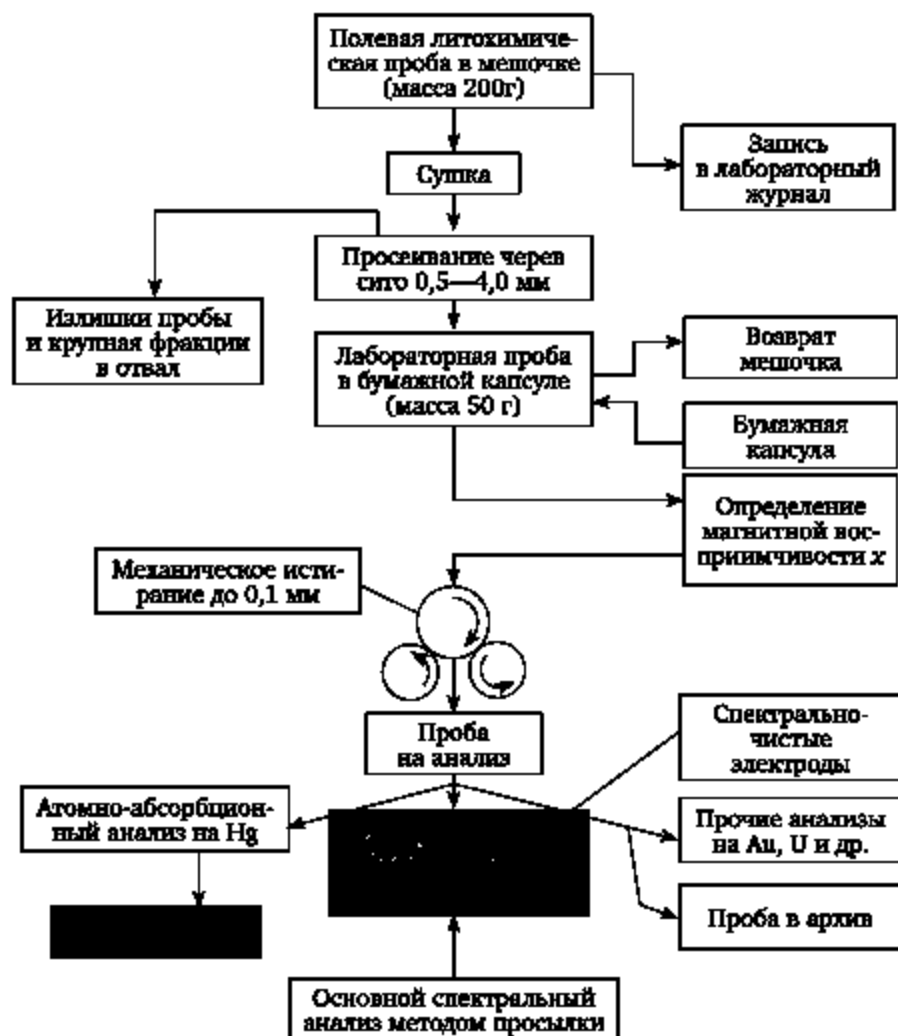 Полевая литохимиче-
ская проба в мешочке
(масса 200г)
Запись
в лабораторный
журнал
Сушка
Просеивание черев
сито 0,5—4,0 мм
Излишки пробы
и крупная фракции
в отвал
Лабораторная проба
в бумажной капсуле
(масса 50 г)
Возврат
мешочка
Бумажная
капсула
Определение
магнитной вос-
приимчивости x
Механическое исти-
рание до 0,1 мм
Проба
на анализ
Спектрально-
чистые
электроды
Атомно-абсорбцион-
ный анализ на Hg
Прочие анализы
на Au, U и др.
Проба в архив
Основной спектральный
анализ методом просыпки